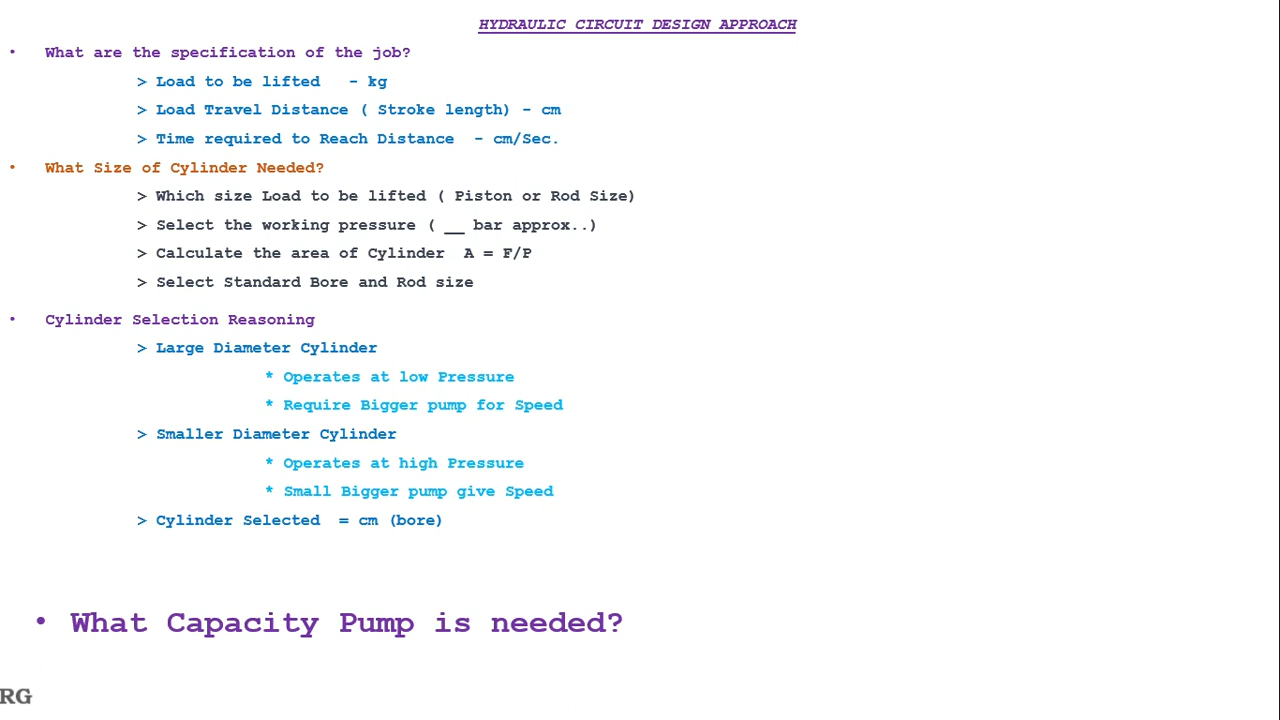 HYDRAULIC CIRCUIT DESIGN APPROACH
• What are the specification of the job?
> Load to be lifted - kg
> Load Travel Distance ( Stroke length) - cm
> Time required to Reach Distance - cm/Sec.
• What Size of Cylinder Needed?
> Which size Load to be lifted ( Piston or Rod Size)
> Select the working pressure ( __ bar approx..)
> Calculate the area of Cylinder A = F/P
> Select Standard Bore and Rod size
• Cylinder Selection Reasoning
> Large Diameter Cylinder
* Operates at low Pressure
* Require Bigger pump for Speed
> Smaller Diameter Cylinder
* Operates at high Pressure
* Small Bigger pump give Speed
> Cylinder Selected = cm (bore)
• What Capacity Pump is needed?
RG